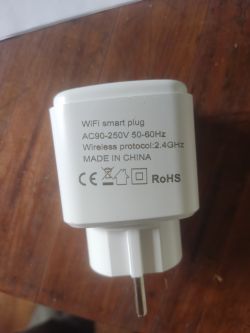 WiFi smart plug
AC90-250V 50-60Hz
Wireless protocol:2.4GHz
MADE IN CHINA
CE RoHS